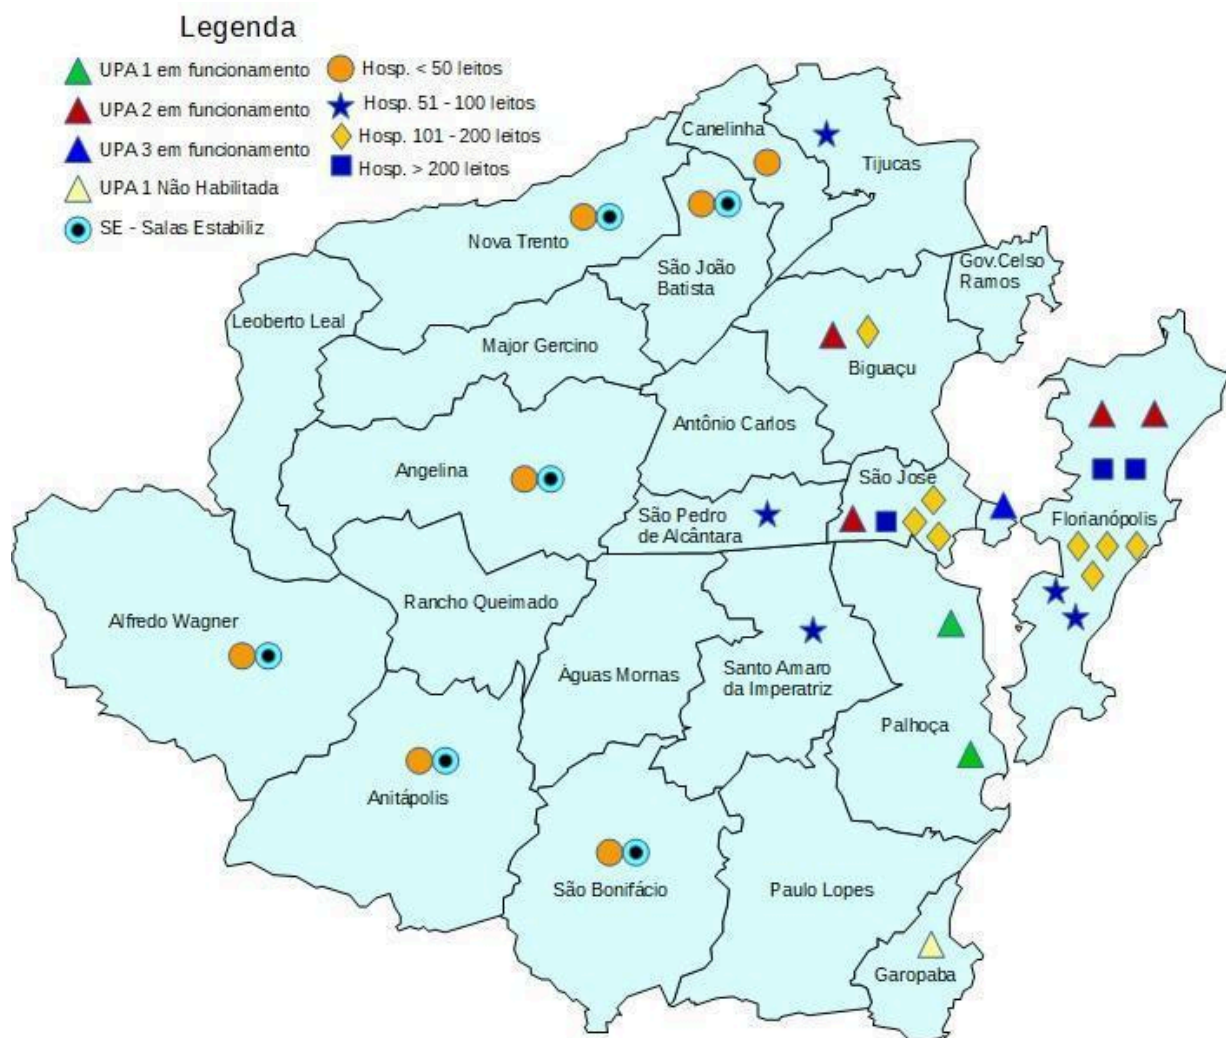 Legenda
UPA 1 em funcionamento
UPA 2 em funcionamento
UPA 3 em funcionamento
UPA 1 Não Habilitada
SE - Salas Estabiliz
Hosp. < 50 leitos
Hosp. 51 - 100 leitos
Hosp. 101 - 200 leitos
Hosp. > 200 leitos
Canelinha
Tijucas
Nova Trento
São João
Batista
Gov.Celso
Ramos
Leoberto Leal
Major Gercino
Biguaçu
Antônio Carlos
Angelina
São José
São Pedro
de Alcântara
Florianópolis
Rancho Queimado
Alfredo Wagner
Águas Mornas
Santo Amaro
da Imperatriz
Palhoça
Anitápolis
São Bonifácio
Paulo Lopes
Garopaba